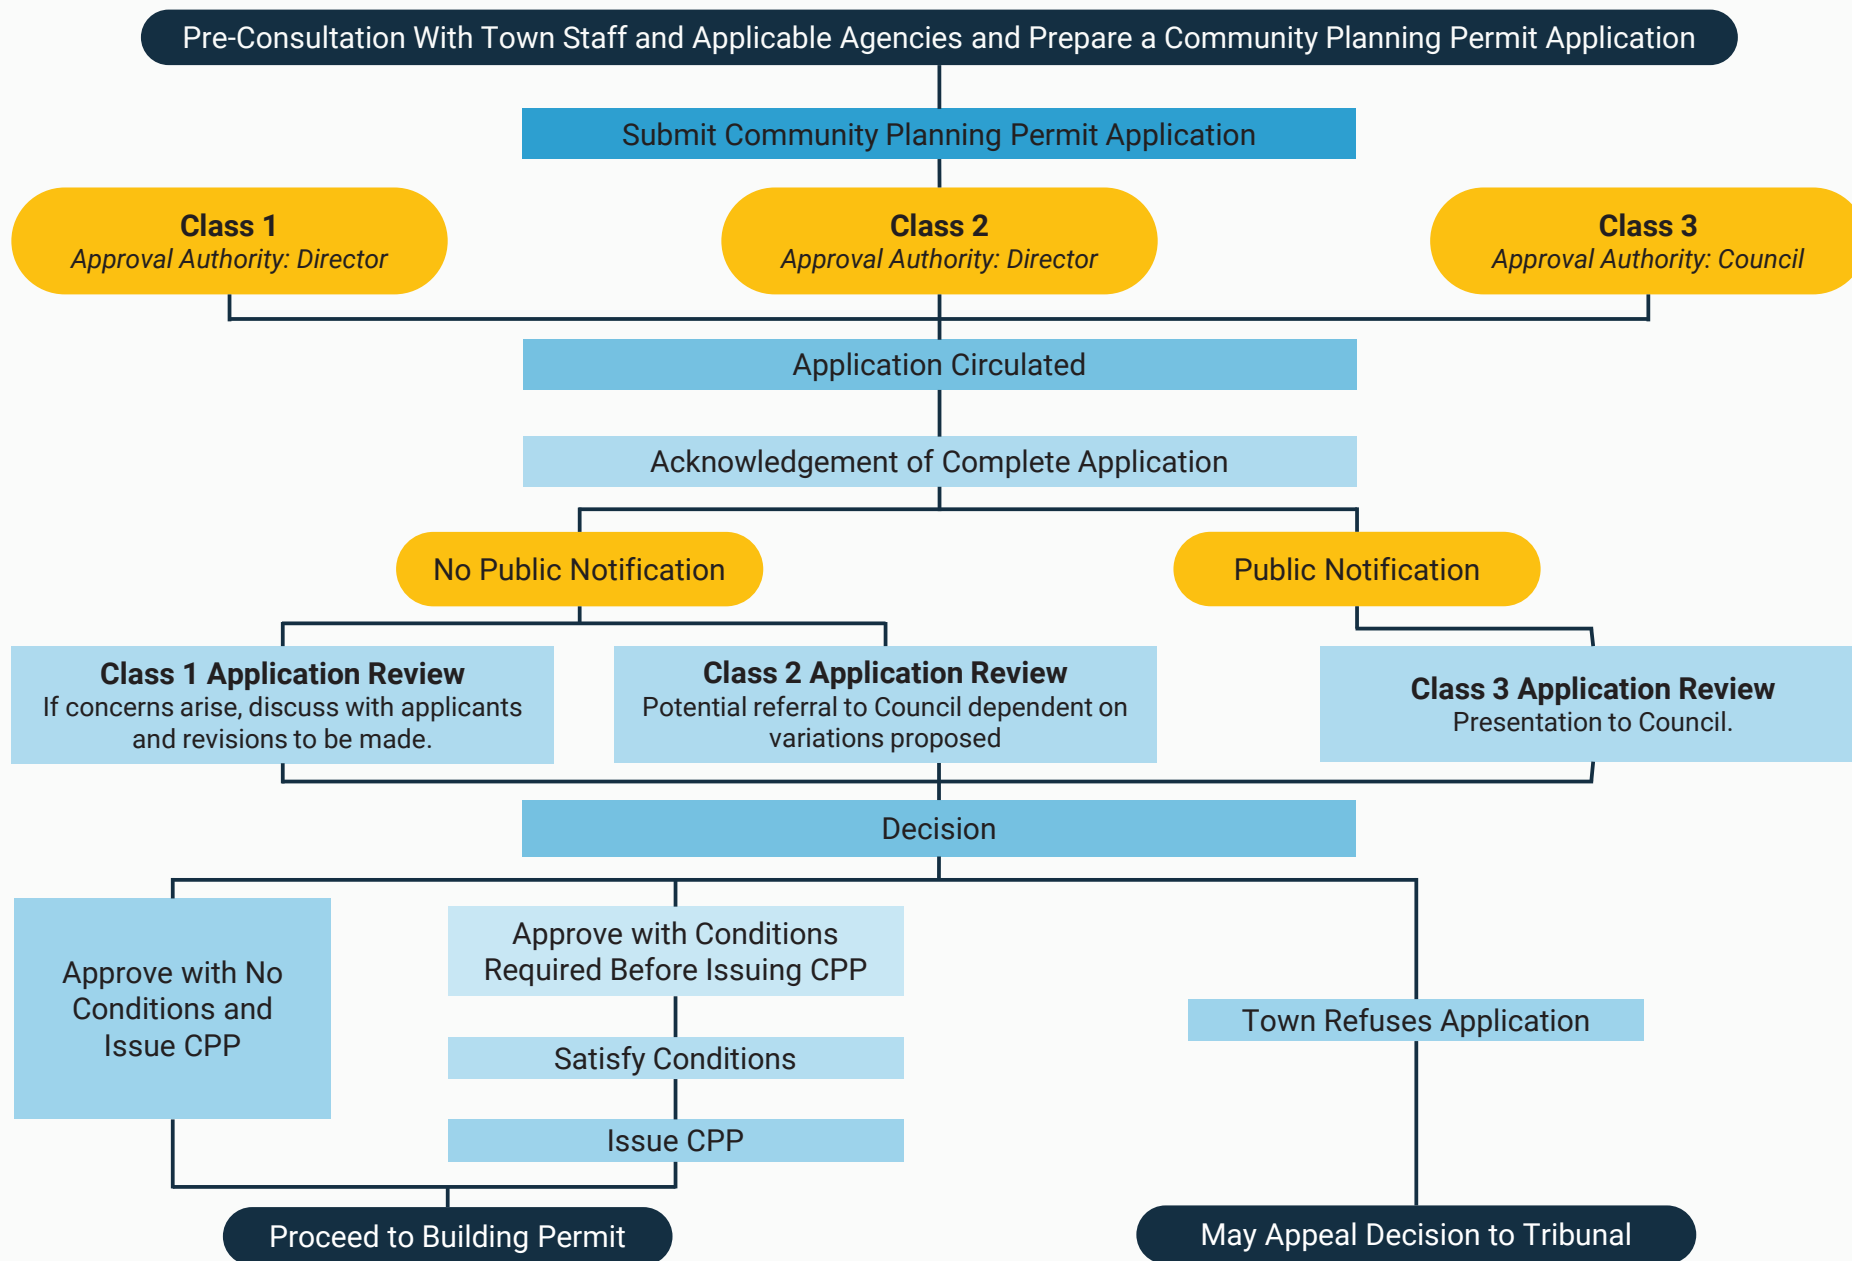 Pre-Consultation With Town Staff and Applicable Agencies and Prepare a Community Planning Permit Application
Submit Community Planning Permit Application
Class 1
Approval Authority: Director
Class 2
Approval Authority: Director
Class 3
Approval Authority: Council
Application Circulated
Acknowledgement of Complete Application
No Public Notification
Public Notification
Class 1 Application Review
If concerns arise, discuss with applicants
and revisions to be made.
Class 2 Application Review
Potential referral to Council dependent on
variations proposed
Class 3 Application Review
Presentation to Council.
Decision
Approve with No
Conditions and
Issue CPP
Approve with Conditions
Required Before Issuing CPP
Satisfy Conditions
Issue CPP
Town Refuses Application
Proceed to Building Permit
May Appeal Decision to Tribunal